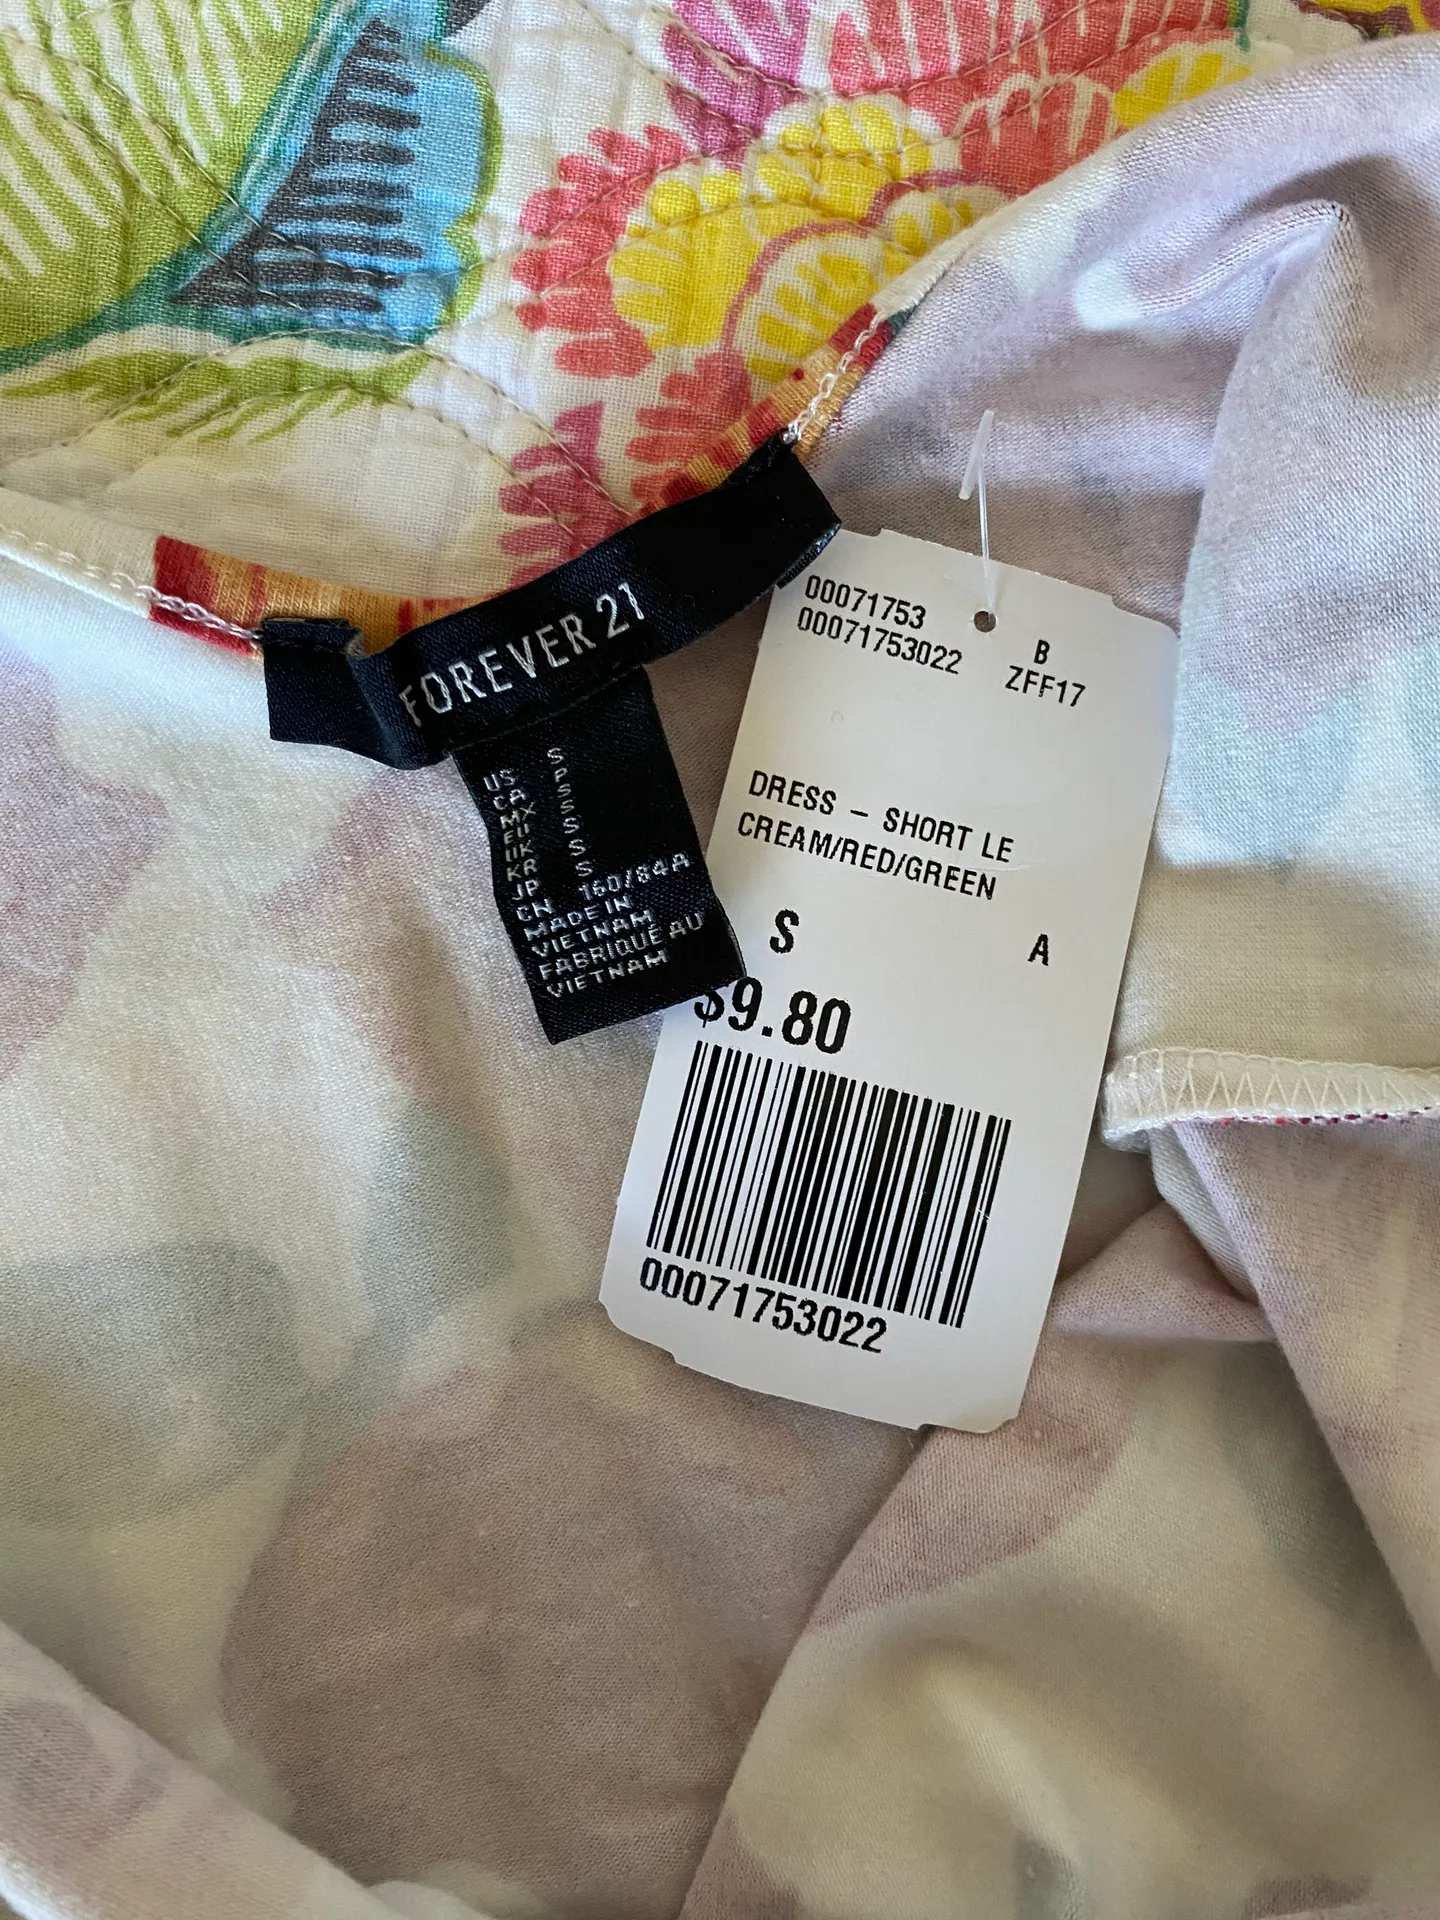 FOREVER 21
S
US P
CA S
MX S
EU S
UK S
KR S
JP
CN 160/84A
MADE IN
VIETNAM
FABRIQUÉ AU
VIETNAM
00071753
00071753022
B
ZFF17
DRESS – SHORT LE
CREAM/RED/GREEN
S A
$9.80
00071753022